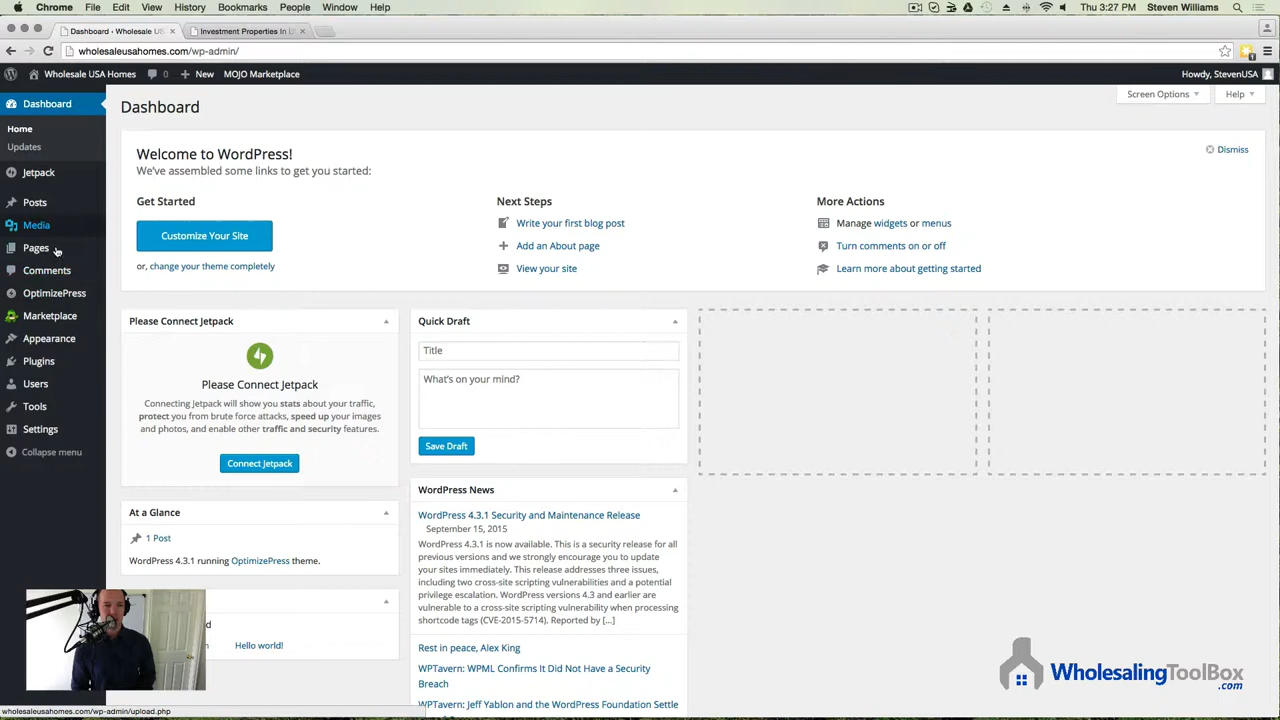 Chrome File Edit View History Bookmarks People Window Help Thu 3:27 PM Steven Williams
Dashboard ‹ Wholesale US Investment Properties In U
wholesaleusahomes.com/wp-admin/
Wholesale USA Homes 0 New MOJO Marketplace Howdy, StevenUSA
Dashboard
Home
Updates
Jetpack
Posts
Media
Pages
Comments
OptimizePress
Marketplace
Appearance
Plugins
Users
Tools
Settings
Collapse menu
Screen Options Help
Dashboard
Welcome to WordPress!
Dismiss
We've assembled some links to get you started:
Get Started
Customize Your Site
or, change your theme completely
Next Steps
Write your first blog post
Add an About page
View your site
More Actions
Manage widgets or menus
Turn comments on or off
Learn more about getting started
Please Connect Jetpack
Please Connect Jetpack
Connecting Jetpack will show you stats about your traffic,
protect you from brute force attacks, speed up your images
and photos, and enable other traffic and security features.
Connect Jetpack
At a Glance
1 Post
WordPress 4.3.1 running OptimizePress theme.
Hello world!
Quick Draft
Title
What's on your mind?
Save Draft
WordPress News
WordPress 4.3.1 Security and Maintenance Release
September 15, 2015
WordPress 4.3.1 is now available. This is a security release for all
previous versions and we strongly encourage you to update
your sites immediately. This release addresses three issues,
including two cross-site scripting vulnerabilities and a potential
privilege escalation. WordPress versions 4.3 and earlier are
vulnerable to a cross-site scripting vulnerability when processing
shortcode tags (CVE-2015-5714). Reported by […]
Rest in peace, Alex King
WPTavern: WPML Confirms It Did Not Have a Security
Breach
WPTavern: Jeff Yablon and the WordPress Foundation Settle
WholesalingToolBox
.com
wholesaleusahomes.com/wp-admin/upload.php